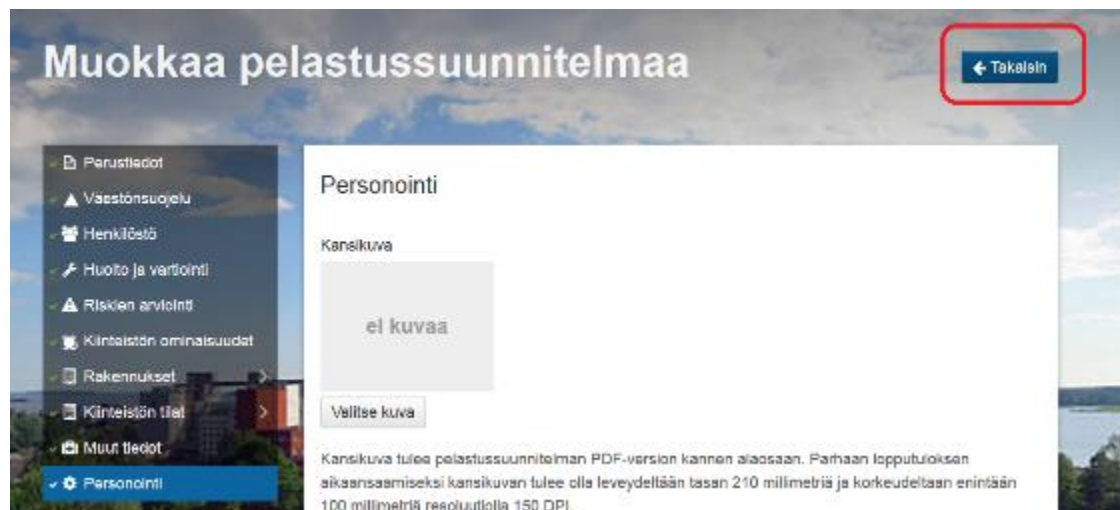 Muokkaa pelastussuunnitelmaa
Takaisin
Perustiedot
Väestönsuojelu
Henkilöstö
Huolto ja vartiointi
Riskien arviointi
Kiinteistön ominaisuudet
Rakennukset
Kiinteistön tilat
Muut tiedot
Personointi
Personointi
Kansikuva
ei kuvaa
Valitse kuva
Kansikuva tulee pelastussuunnitelman PDF-version kannen alaosaan. Parhaan lopputuloksen
aikaansaamiseksi kansikuvan tulee olla leveydeltään tasan 210 millimetriä ja korkeudeltaan enintään
100 millimetriä resoluutiolla 150 DPI.